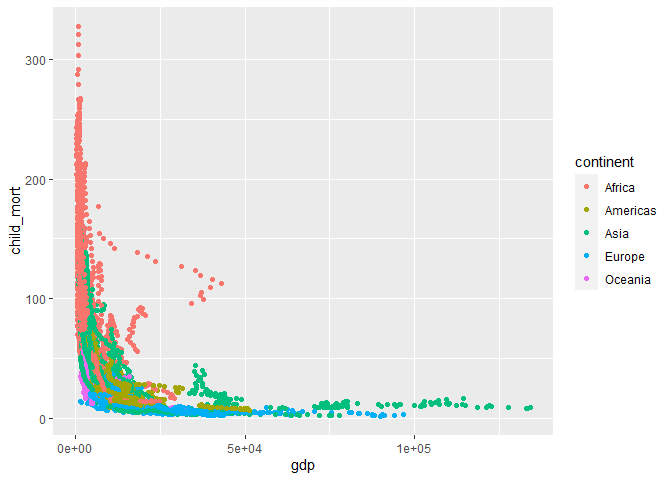 300
200
100
0
child_mort
0e+00
5e+04
1e+05
gdp
continent
Africa
Americas
Asia
Europe
Oceania